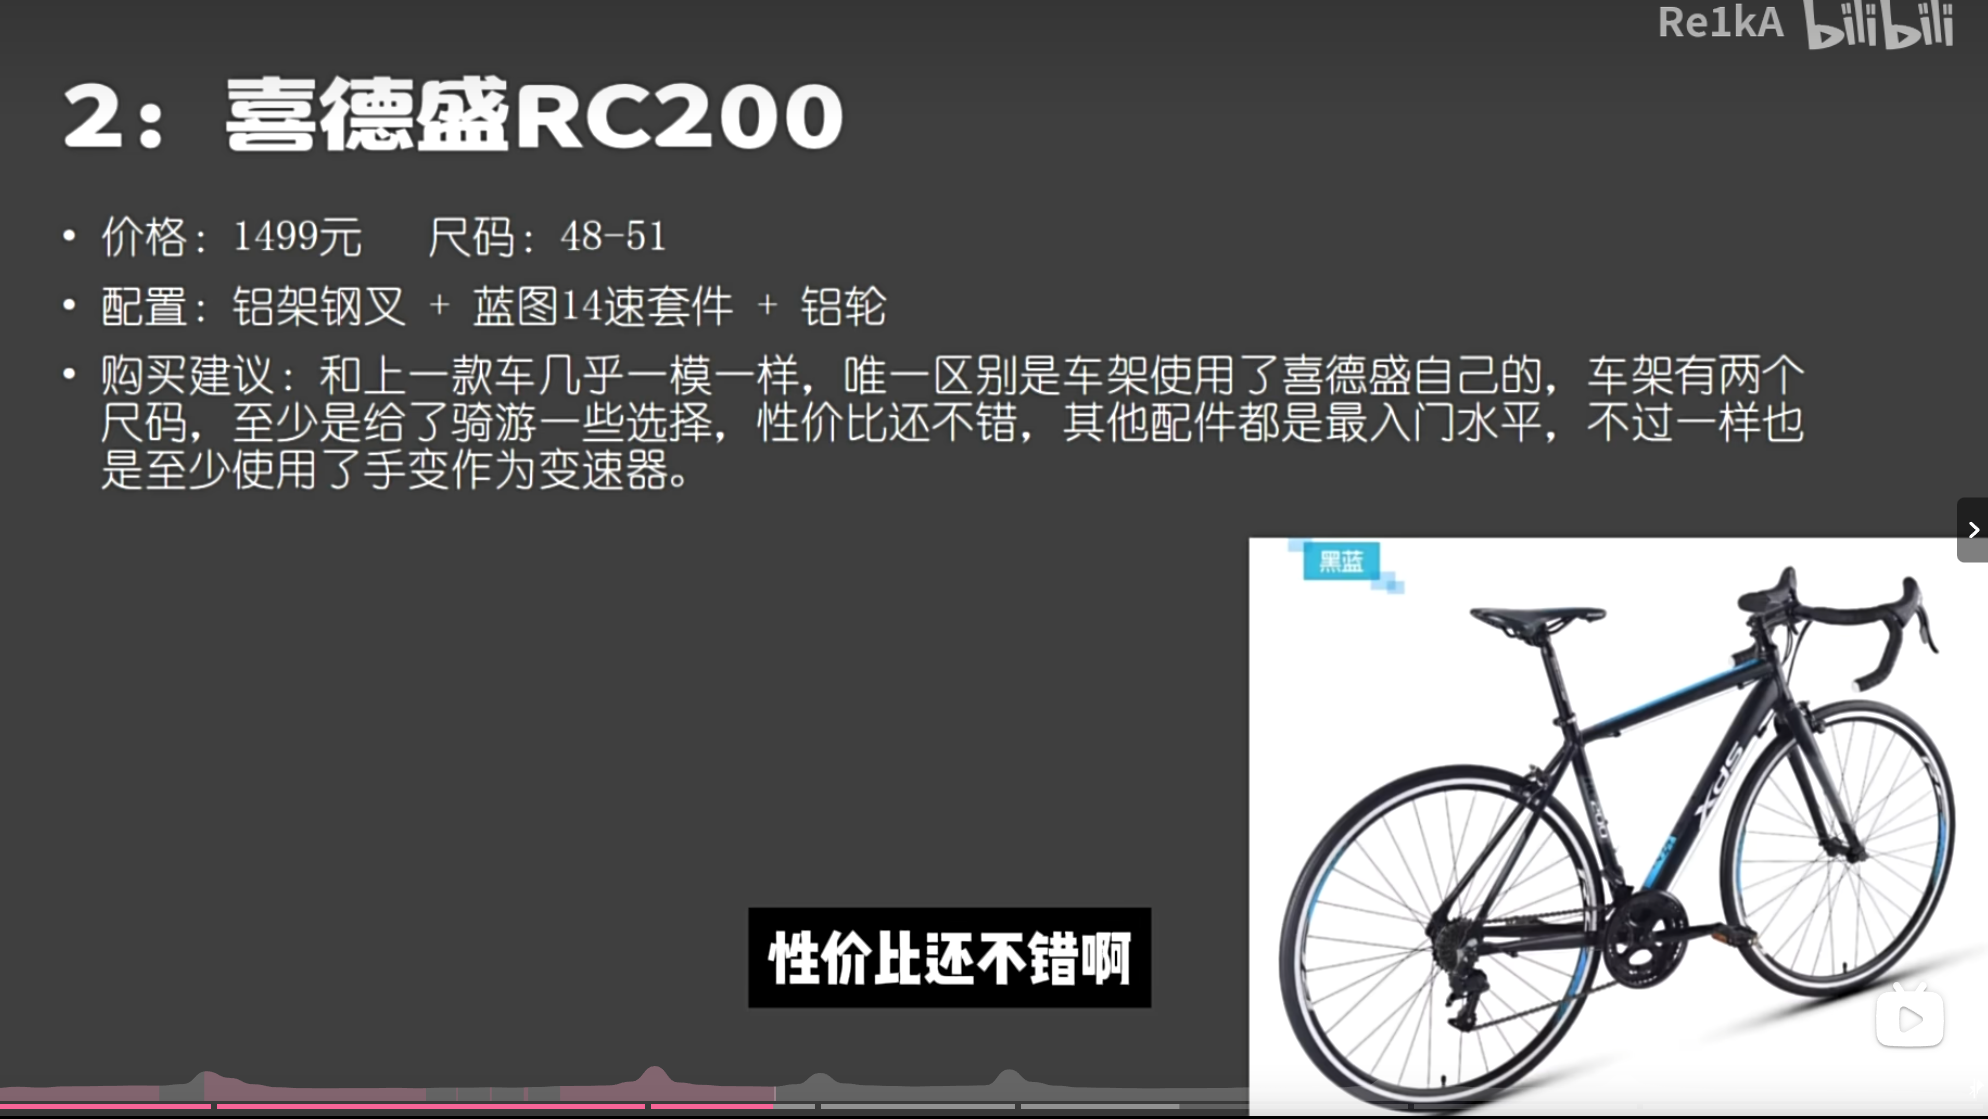 Re1kA bilibili
2：喜德盛RC200
• 价格：1499元 尺码：48-51
• 配置：铝架钢叉 + 蓝图14速套件 + 铝轮
• 购买建议：和上一款车几乎一模一样，唯一区别是车架使用了喜德盛自己的，车架有两个
尺码，至少是给了骑游一些选择，性价比还不错，其他配件都是最入门水平，不过一样也
是至少使用了手变作为变速器。
黑蓝
XDS
200
性价比还不错啊